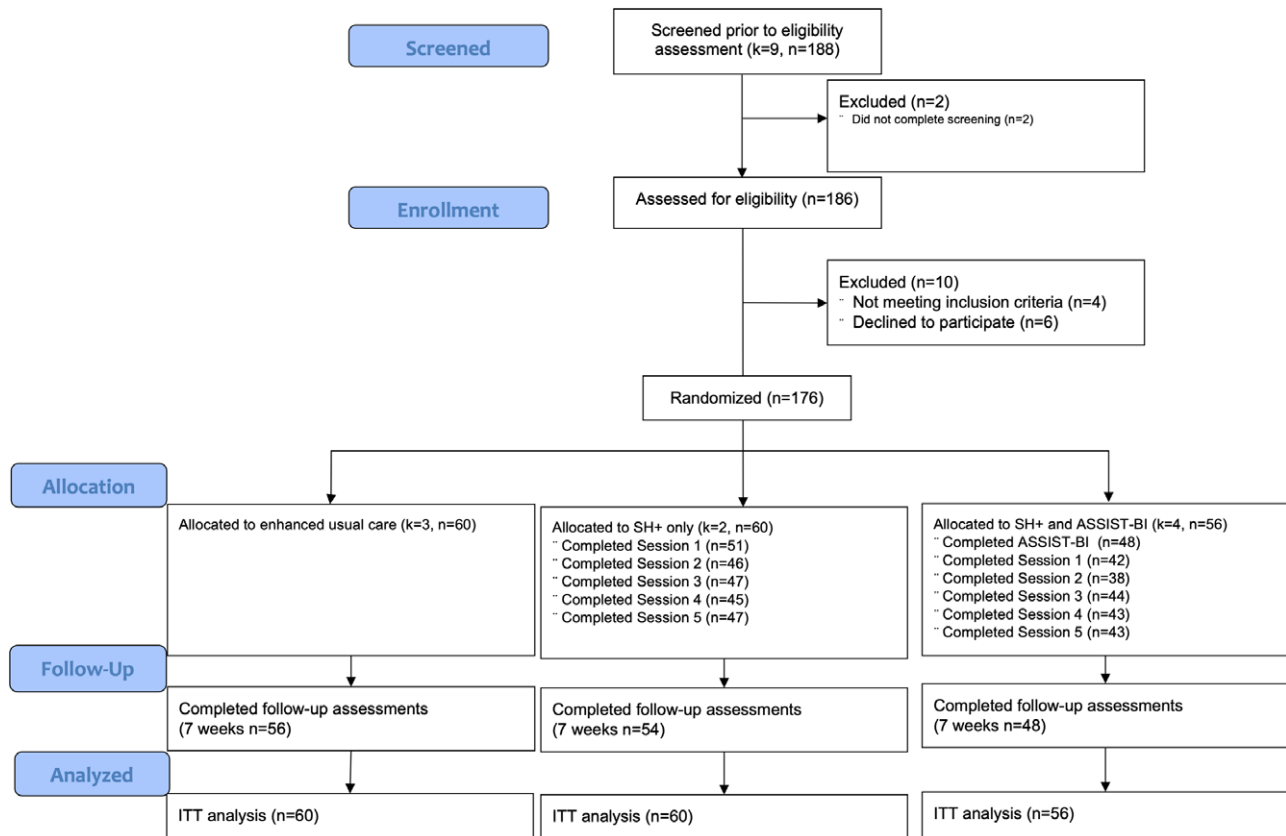 Screened
Screened prior to eligibility
assessment (k=9, n=188)
Excluded (n=2)
¨ Did not complete screening (n=2)
Enrollment
Assessed for eligibility (n=186)
Excluded (n=10)
¨ Not meeting inclusion criteria (n=4)
¨ Declined to participate (n=6)
Randomized (n=176)
Allocation
Allocated to enhanced usual care (k=3, n=60)
Allocated to SH+ only (k=2, n=60)
¨ Completed Session 1 (n=51)
¨ Completed Session 2 (n=46)
¨ Completed Session 3 (n=47)
¨ Completed Session 4 (n=45)
¨ Completed Session 5 (n=47)
Allocated to SH+ and ASSIST-BI (k=4, n=56)
¨ Completed ASSIST-BI (n=48)
¨ Completed Session 1 (n=42)
¨ Completed Session 2 (n=38)
¨ Completed Session 3 (n=44)
¨ Completed Session 4 (n=43)
¨ Completed Session 5 (n=43)
Follow-Up
Completed follow-up assessments
(7 weeks n=56)
Completed follow-up assessments
(7 weeks n=54)
Completed follow-up assessments
(7 weeks n=48)
Analyzed
ITT analysis (n=60)
ITT analysis (n=60)
ITT analysis (n=56)